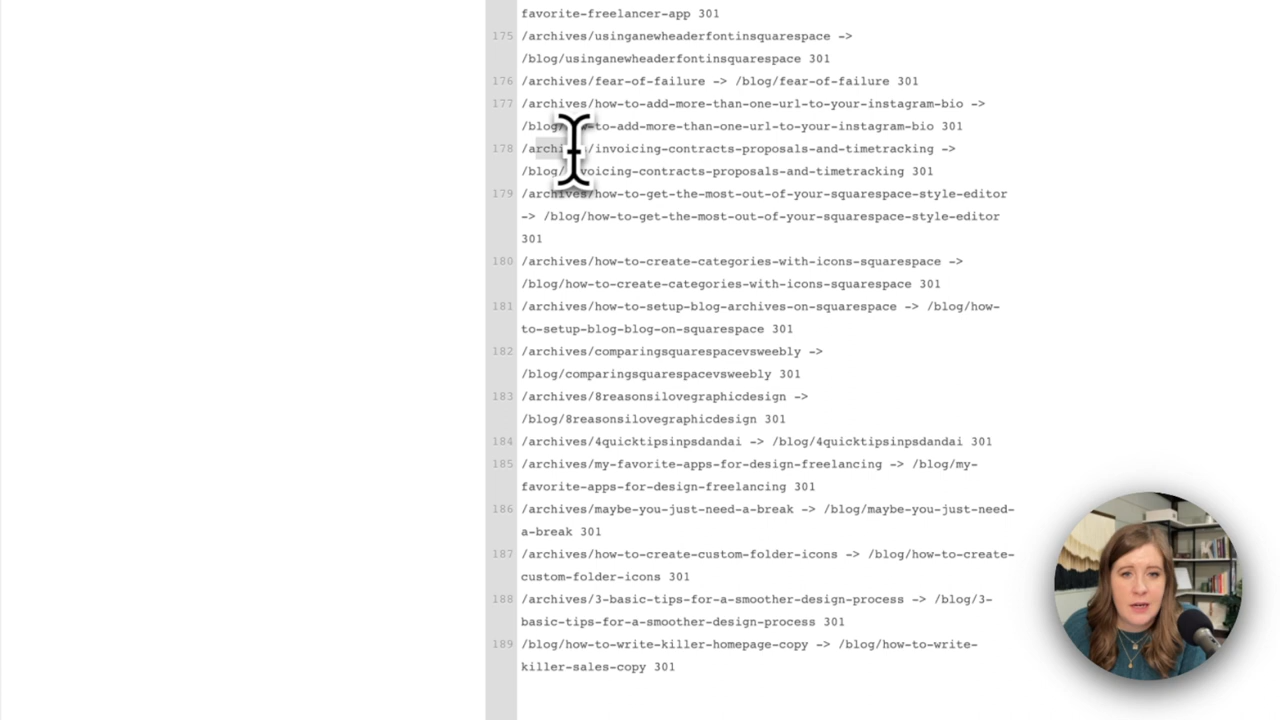 favorite-freelancer-app 301
175 /archives/usinganewheaderfontinsquarespace ->
/blog/usinganewheaderfontinsquarespace 301
176 /archives/fear-of-failure -> /blog/fear-of-failure 301
177 /archives/how-to-add-more-than-one-url-to-your-instagram-bio ->
-to-add-more-than-one-url-to-your-instagram-bio 301
178 /invoicing-contracts-proposals-and-timetracking ->
-contracts-proposals-and-timetracking 301
179 /archives/how-to-get-the-most-out-of-your-squarespace-style-editor
-> /blog/how-to-get-the-most-out-of-your-squarespace-style-editor
301
180 /archives/how-to-create-categories-with-icons-squarespace ->
/blog/how-to-create-categories-with-icons-squarespace 301
181 /archives/how-to-setup-blog-archives-on-squarespace -> /blog/how-
to-setup-blog-blog-on-squarespace 301
182 /archives/comparingsquarespacevsweebly ->
/blog/comparingsquarespacevsweebly 301
183 /archives/8reasonsilovegraphicdesign ->
/blog/8reasonsilovegraphicdesign 301
184 /archives/4quicktipsinpsdandai -> /blog/4quicktipsinpsdandai 301
185 /archives/my-favorite-apps-for-design-freelancing -> /blog/my-
favorite-apps-for-design-freelancing 301
186 /archives/maybe-you-just-need-a-break -> /blog/maybe-you-just-need-
a-break 301
187 /archives/how-to-create-custom-folder-icons -> /blog/how-to-create-
custom-folder-icons 301
188 /archives/3-basic-tips-for-a-smoother-design-process -> /blog/3-
basic-tips-for-a-smoother-design-process 301
189 /blog/how-to-write-killer-homepage-copy -> /blog/how-to-write-
killer-sales-copy 301